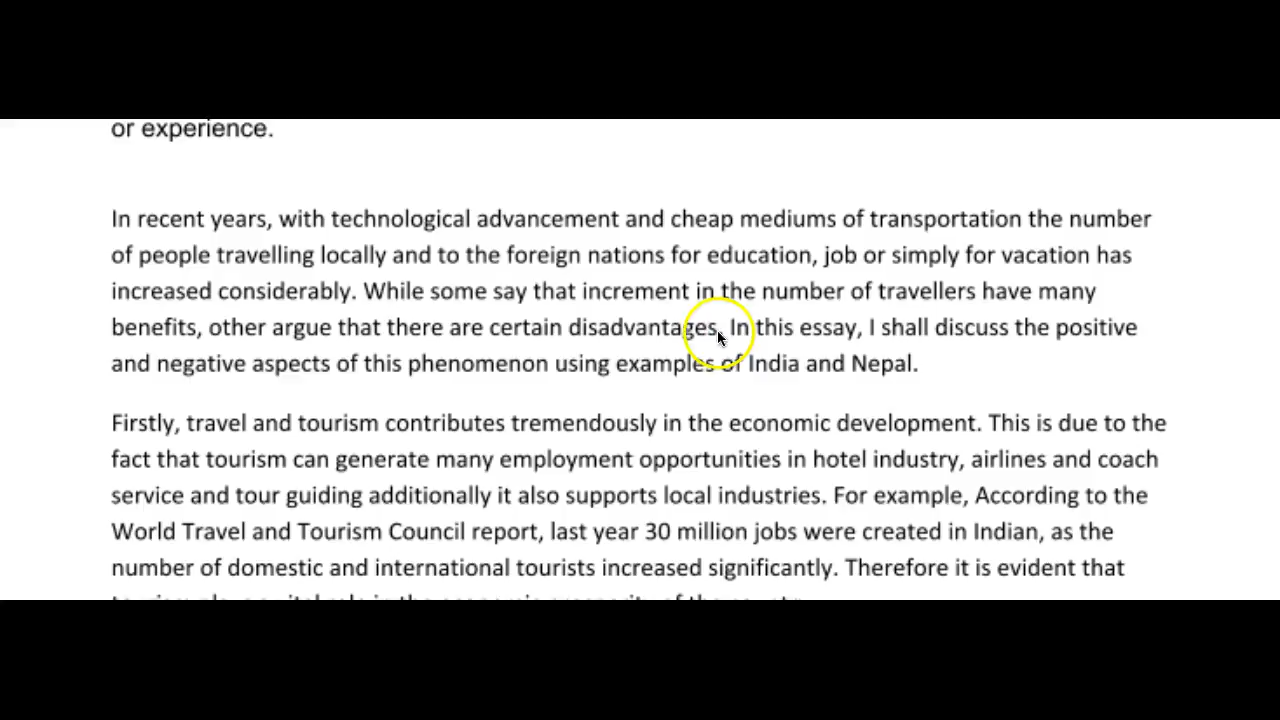 or experience.
In recent years, with technological advancement and cheap mediums of transportation the number
of people travelling locally and to the foreign nations for education, job or simply for vacation has
increased considerably. While some say that increment in the number of travellers have many
benefits, other argue that there are certain disadvantages. In this essay, I shall discuss the positive
and negative aspects of this phenomenon using examples of India and Nepal.
Firstly, travel and tourism contributes tremendously in the economic development. This is due to the
fact that tourism can generate many employment opportunities in hotel industry, airlines and coach
service and tour guiding additionally it also supports local industries. For example, According to the
World Travel and Tourism Council report, last year 30 million jobs were created in Indian, as the
number of domestic and international tourists increased significantly. Therefore it is evident that